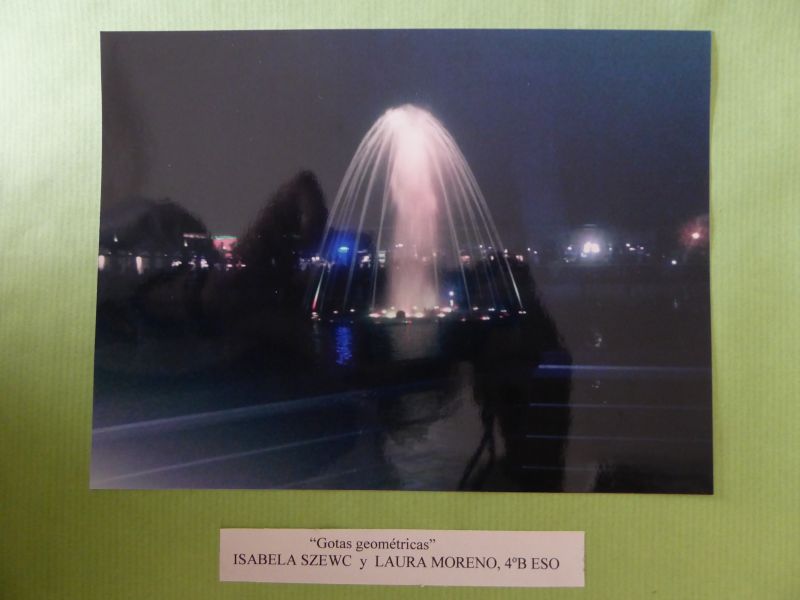 “Gotas geométricas”
ISABELA SZEWC y LAURA MORENO, 4ºB ESO